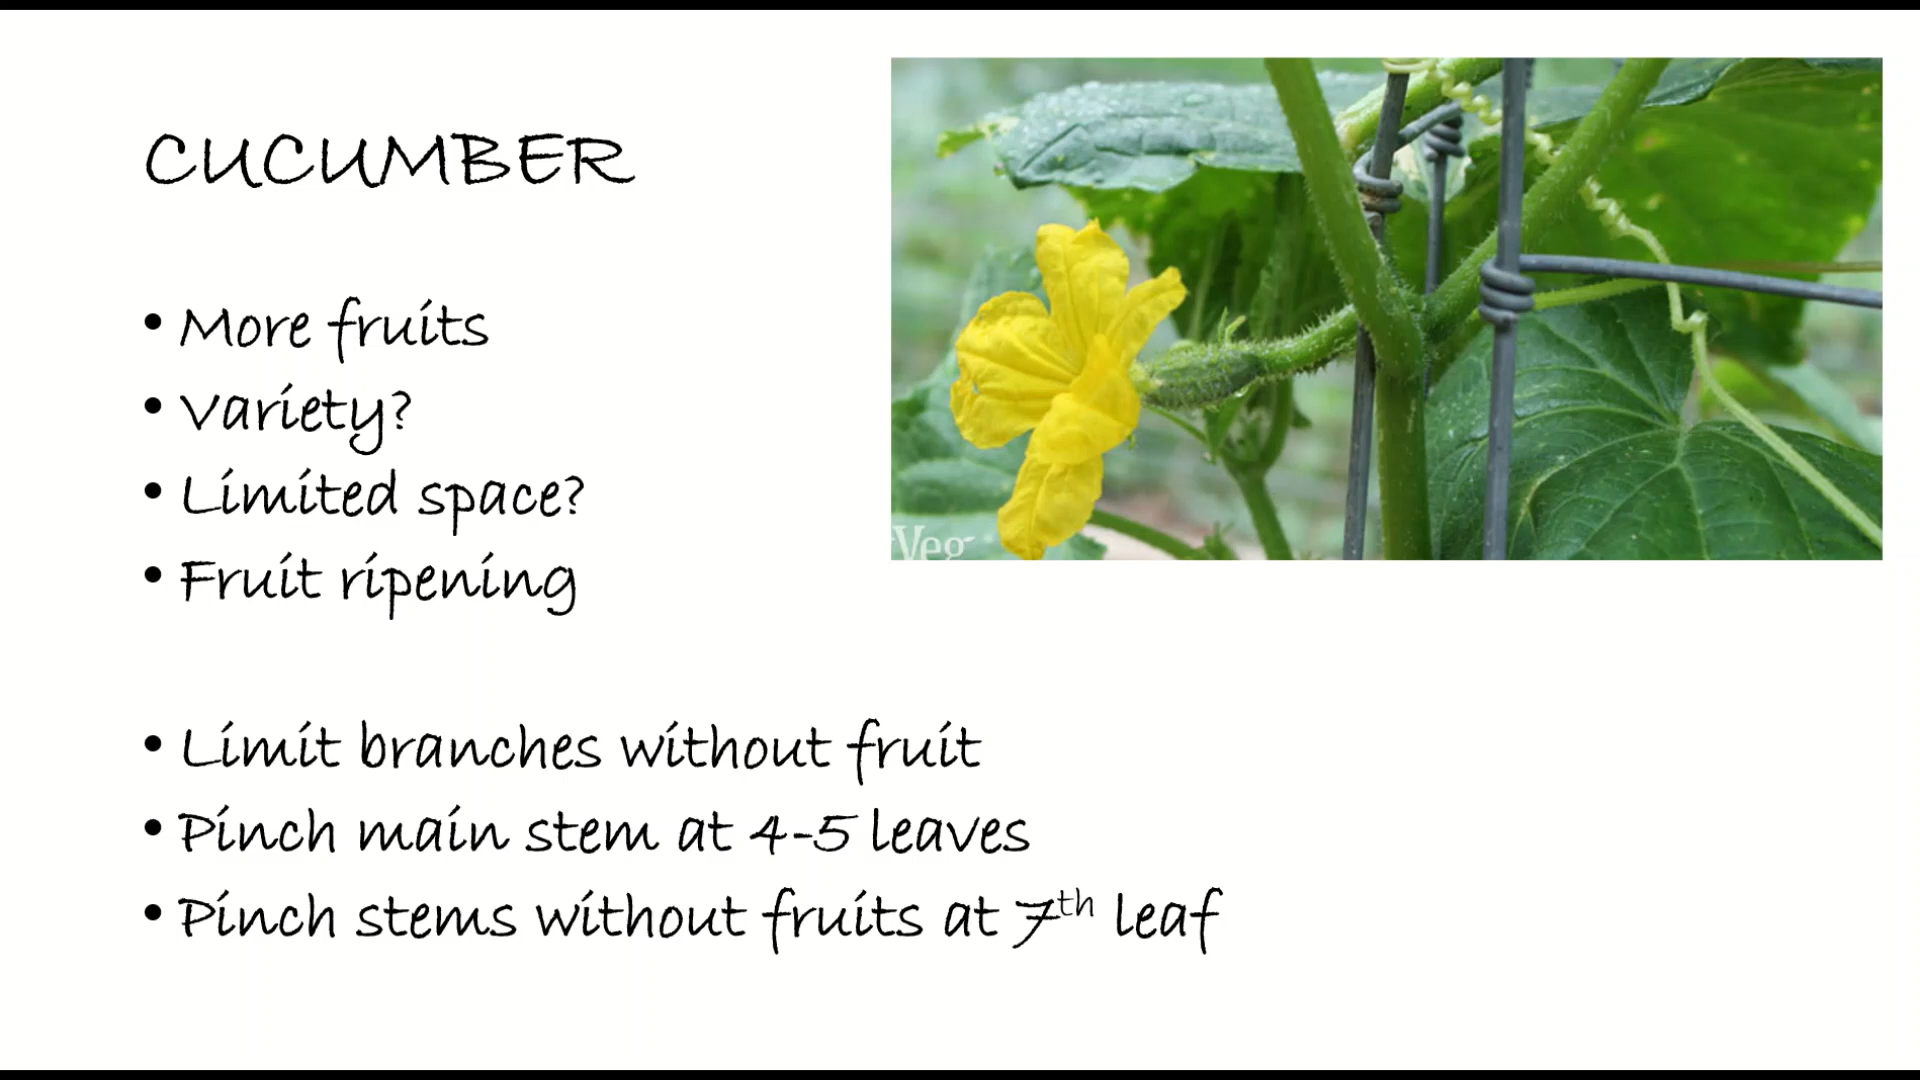 CUCUMBER
• More fruits
• Variety?
• Limited space?
• Fruit ripening
• Limit branches without fruit
• Pinch main stem at 4-5 leaves
• Pinch stems without fruits at 7th leaf
Veg